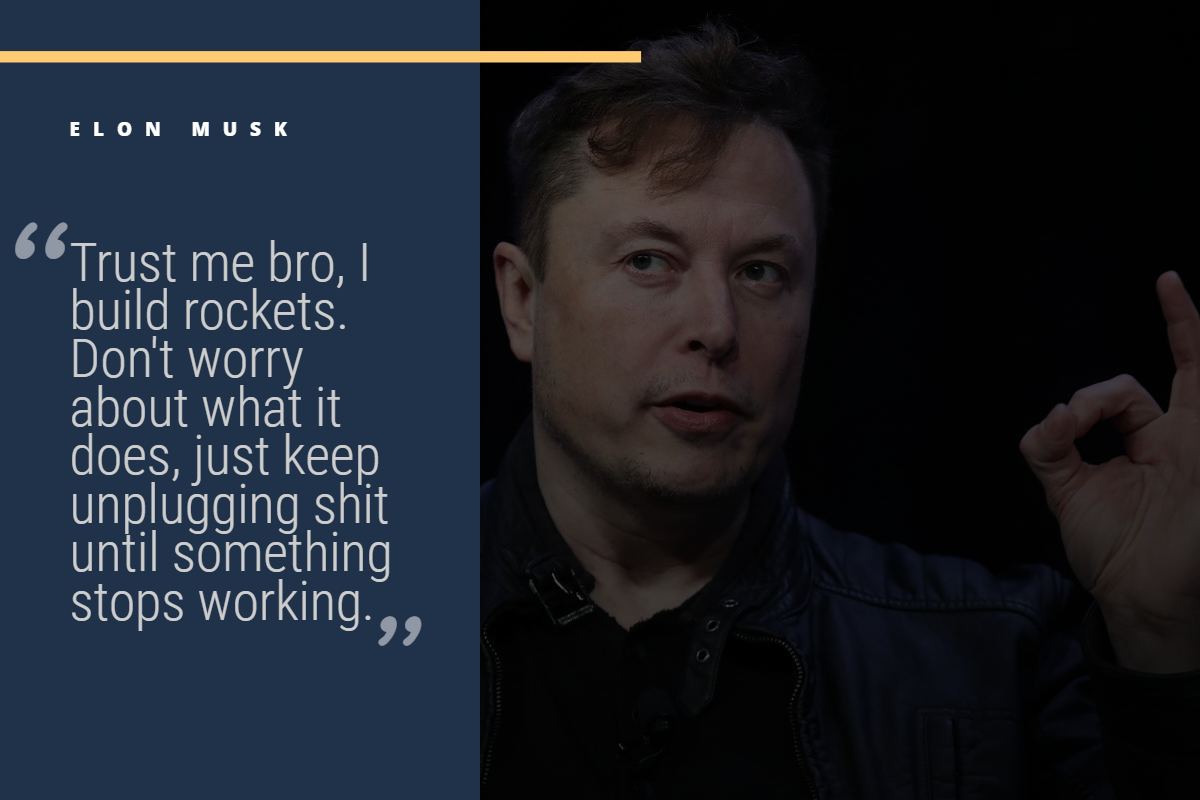 ELON MUSK
“Trust me bro, I
build rockets.
Don't worry
about what it
does, just keep
unplugging shit
until something
stops working.”